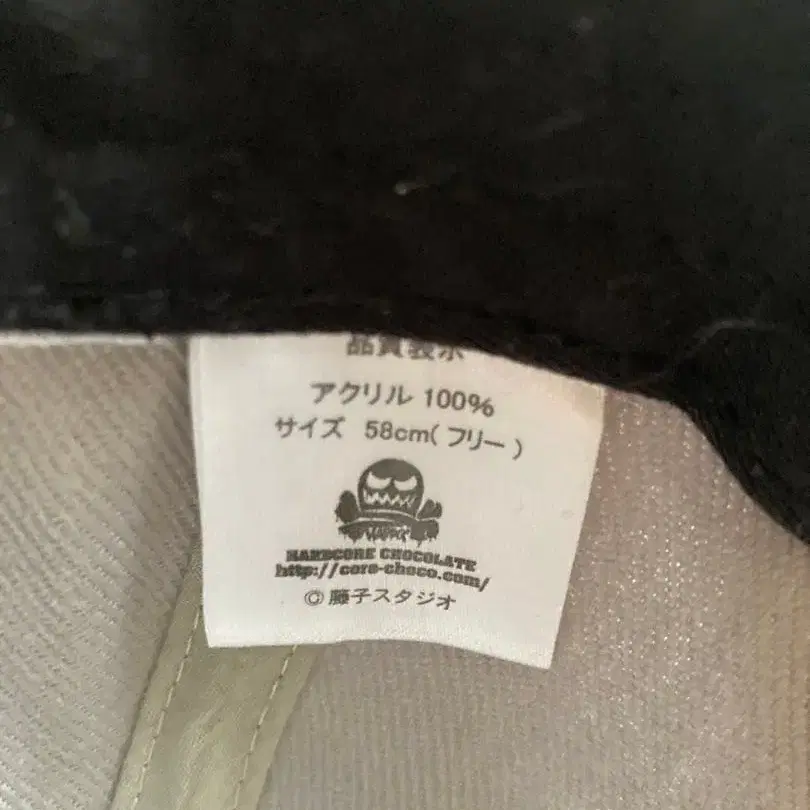 品質表示
アクリル 100%
サイズ 58cm(フリー)
HARDCORE CHOCOLATE
http://core-choco.com/
© 藤子スタジオ